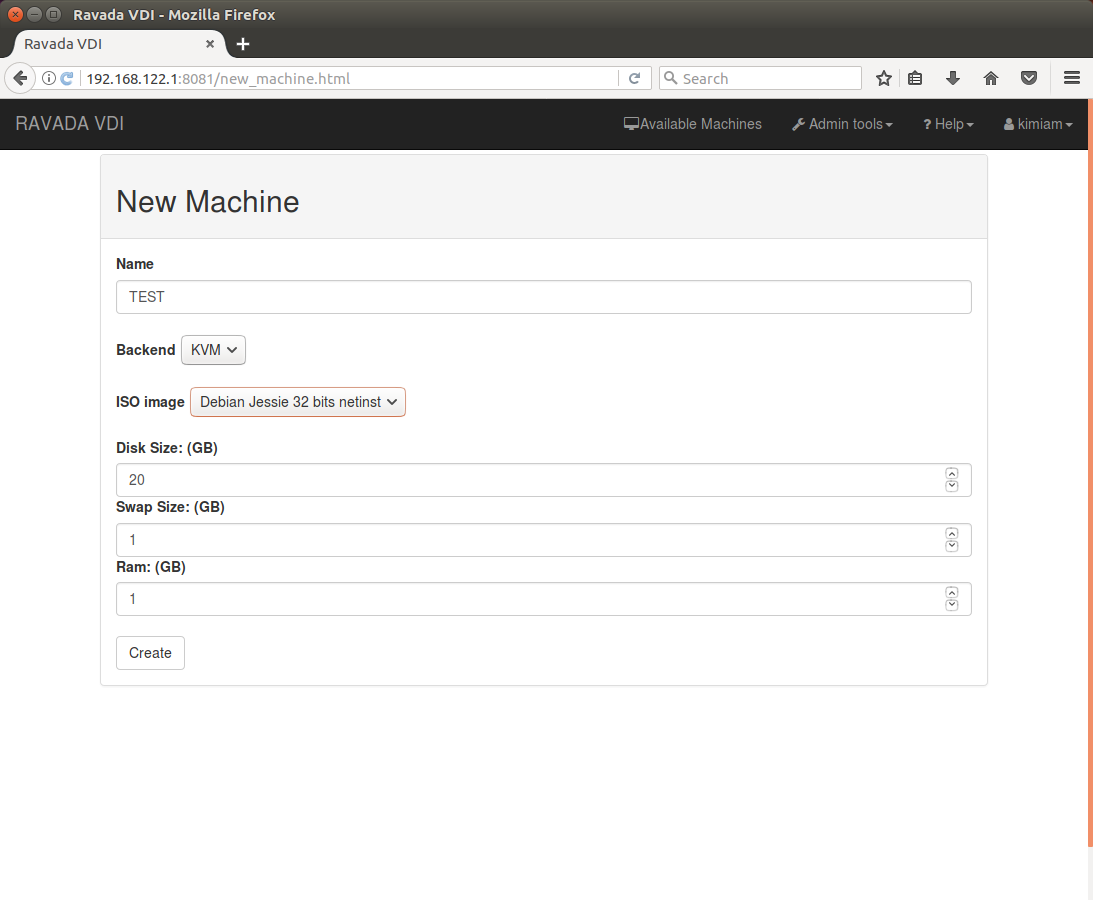 Ravada VDI - Mozilla Firefox
Ravada VDI
192.168.122.1:8081/new_machine.html
Search
RAVADA VDI
Available Machines
Admin tools
? Help
kimiam
New Machine
Name
TEST
Backend KVM
ISO image Debian Jessie 32 bits netinst
Disk Size: (GB)
20
Swap Size: (GB)
1
Ram: (GB)
1
Create